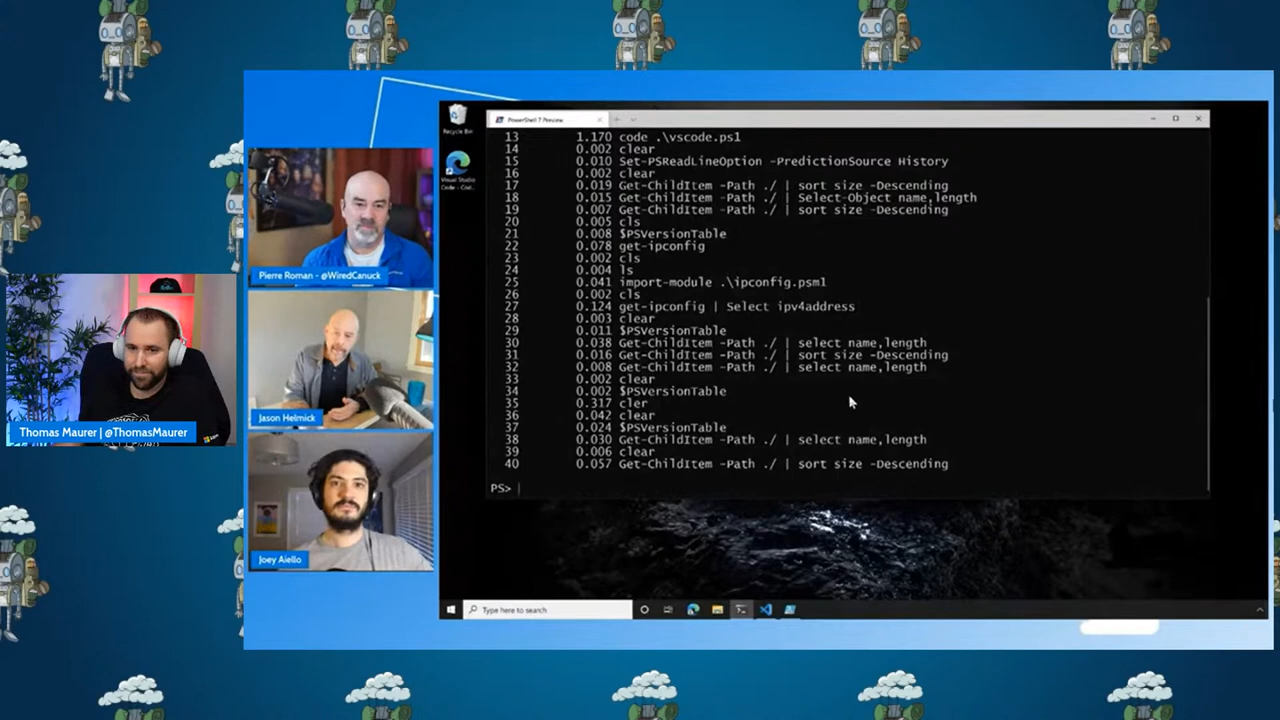 Recycle Bin
Visual Studio
Code - Cod...
PowerShell 7 Preview
13 1.170 code .\vscode.ps1
14 0.002 clear
15 0.010 Set-PSReadLineOption -PredictionSource History
16 0.002 clear
17 0.019 Get-ChildItem -Path ./ | sort size -Descending
18 0.015 Get-ChildItem -Path ./ | Select-Object name,length
19 0.007 Get-ChildItem -Path ./ | sort size -Descending
20 0.005 cls
21 0.008 $PSVersionTable
22 0.078 get-ipconfig
23 0.002 cls
24 0.004 ls
25 0.041 import-module .\ipconfig.psm1
26 0.002 cls
27 0.124 get-ipconfig | Select ipv4address
28 0.003 clear
29 0.011 $PSVersionTable
30 0.038 Get-ChildItem -Path ./ | select name,length
31 0.016 Get-ChildItem -Path ./ | sort size -Descending
32 0.008 Get-ChildItem -Path ./ | select name,length
33 0.002 clear
34 0.002 $PSVersionTable
35 0.317 cler
36 0.042 clear
37 0.024 $PSVersionTable
38 0.030 Get-ChildItem -Path ./ | select name,length
39 0.006 clear
40 0.057 Get-ChildItem -Path ./ | sort size -Descending
PS>
Type here to search
Pierre Roman - @WiredCanuck
Jason Helmick
Joey Aiello
Thomas Maurer | @ThomasMaurer